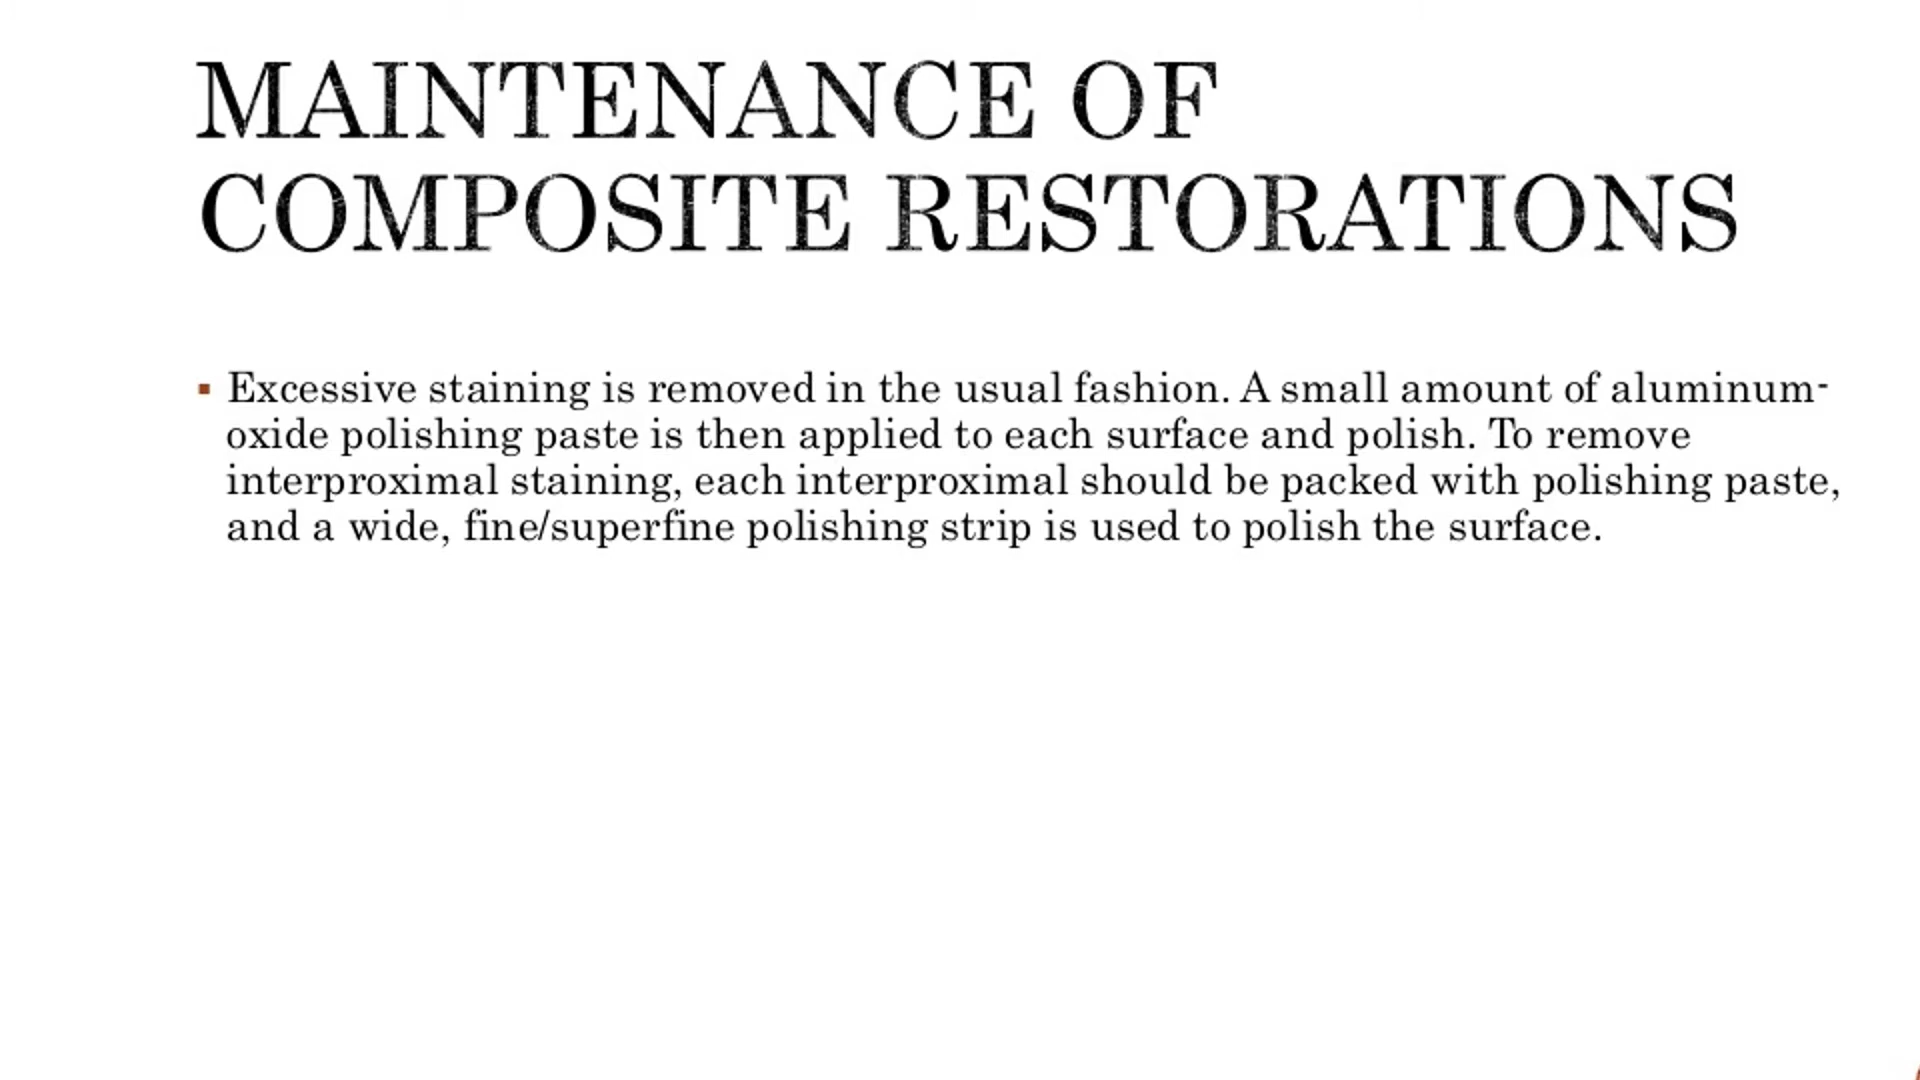 MAINTENANCE OF
COMPOSITE RESTORATIONS
▪ Excessive staining is removed in the usual fashion. A small amount of aluminum-
oxide polishing paste is then applied to each surface and polish. To remove
interproximal staining, each interproximal should be packed with polishing paste,
and a wide, fine/superfine polishing strip is used to polish the surface.